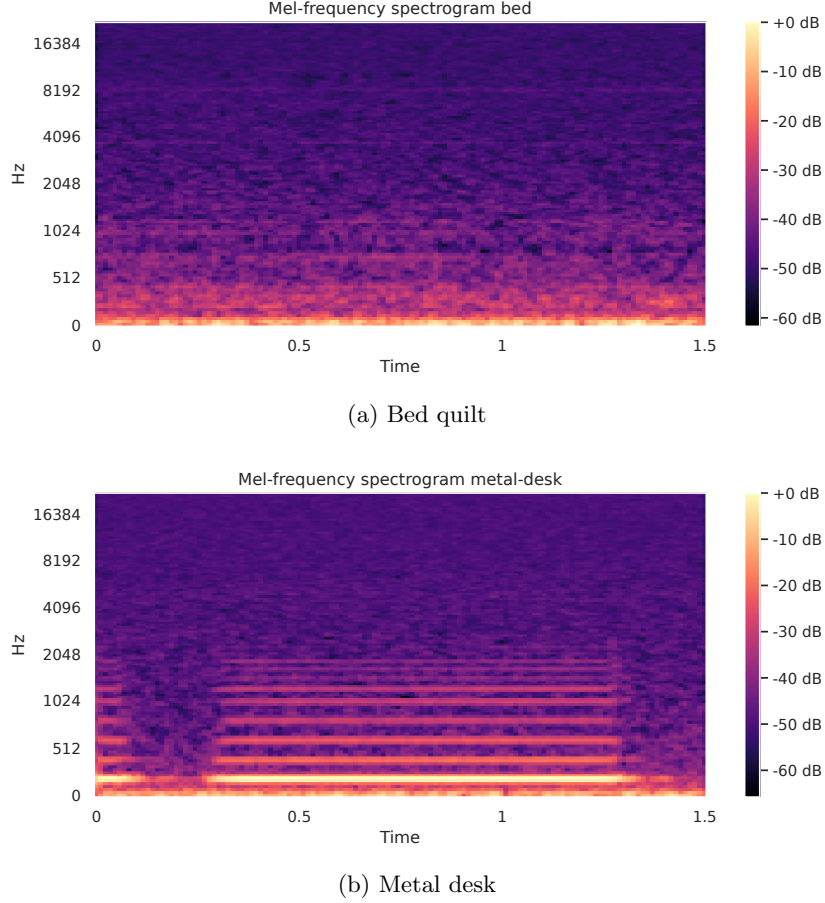 Mel-frequency spectrogram bed
Hz
16384
8192
4096
2048
1024
512
0
0
0.5
1
1.5
Time
+0 dB
-10 dB
-20 dB
-30 dB
-40 dB
-50 dB
-60 dB
(a) Bed quilt
Mel-frequency spectrogram metal-desk
Hz
16384
8192
4096
2048
1024
512
0
0
0.5
1
1.5
Time
+0 dB
-10 dB
-20 dB
-30 dB
-40 dB
-50 dB
-60 dB
(b) Metal desk